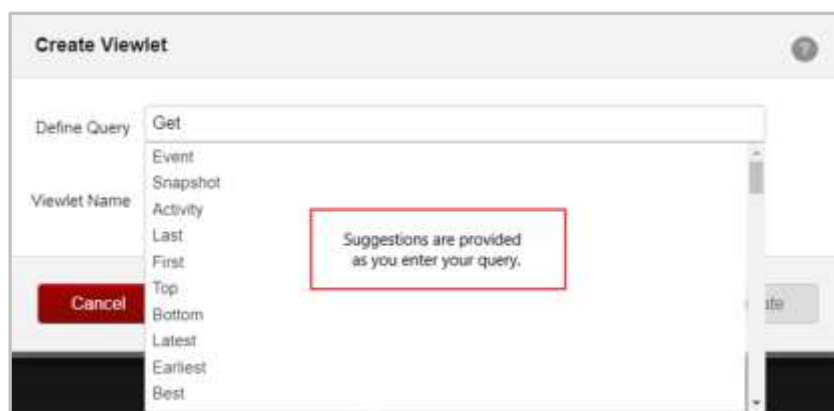 Create Viewlet
?
Define Query
Get
Event
Snapshot
Viewlet Name
Activity
Last
First
Suggestions are provided
as you enter your query.
Top
Cancel
Bottom
Latest
Earliest
Best